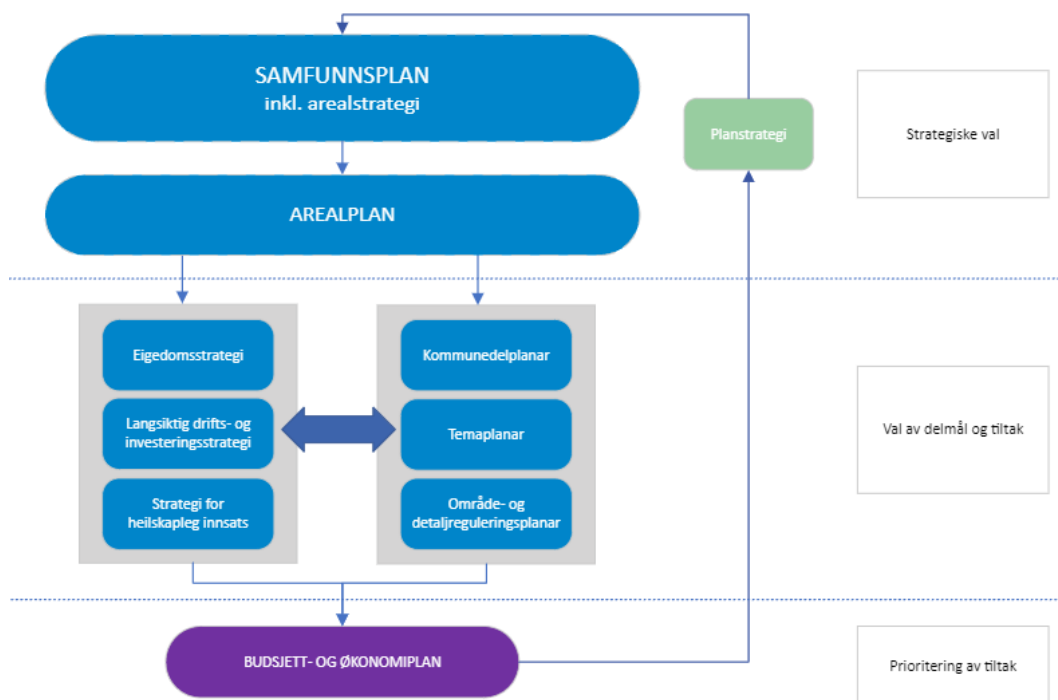 SAMFUNNSPLAN
inkl. arealstrategi
Planstrategi
Strategiske val
AREALPLAN
Eigedomsstrategi
Langsiktig drifts- og
investeringsstrategi
Strategi for
heilskapleg innsats
Kommunedelplanar
Temaplanar
Område- og
detaljreguleringsplanar
Val av delmål og tiltak
BUDSJETT- OG ØKONOMIPLAN
Prioritering av tiltak